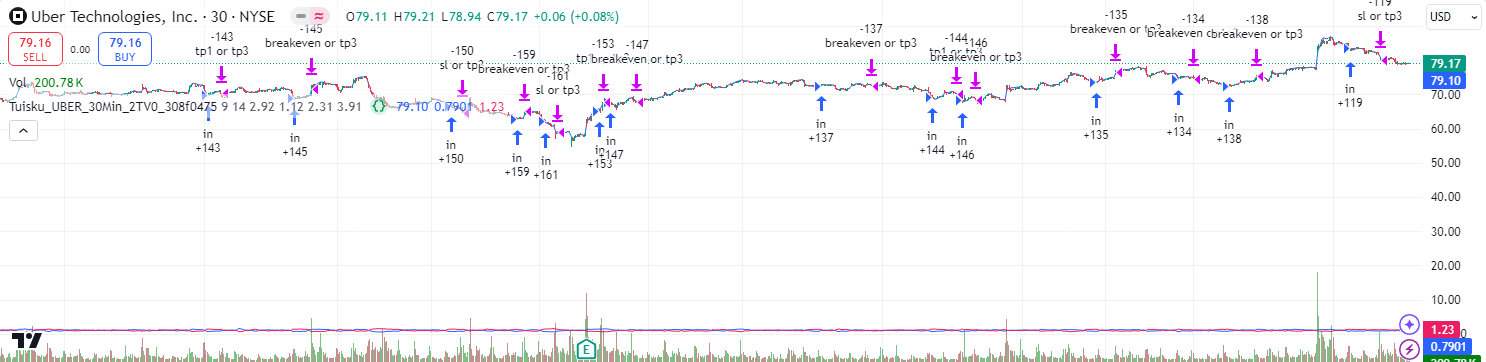 Uber Technologies, Inc. · 30 · NYSE
O79.11 H79.21 L78.94 C79.17 +0.06 (+0.08%)
79.16
SELL
0.00
79.16
BUY
Vol 200.78 K
Tuisku_UBER_30Min_2TV0_308f0475 9 14 2.92 1.12 2.31 3.91
79.10 0.7901 1.23
-143
tp1 or tp3
-145
breakeven or tp3
-150
sl or tp3
-159
breakeven or tp3
-161
sl or tp3
-153
-147
breakeven or tp3
-137
breakeven or tp3
-144
tp1 or tp3
-146
breakeven or tp3
-135
breakeven or tp3
-134
breakeven or
-138
breakeven or tp3
-119
sl or tp3
in
+143
in
+145
in
+150
in
+159
in
+161
in
+153
in
+147
in
+137
in
+144
in
+146
in
+135
in
+134
in
+138
in
+119
USD
79.17
79.10
70.00
60.00
50.00
40.00
30.00
20.00
10.00
1.23
0.7901
200.78 K
E